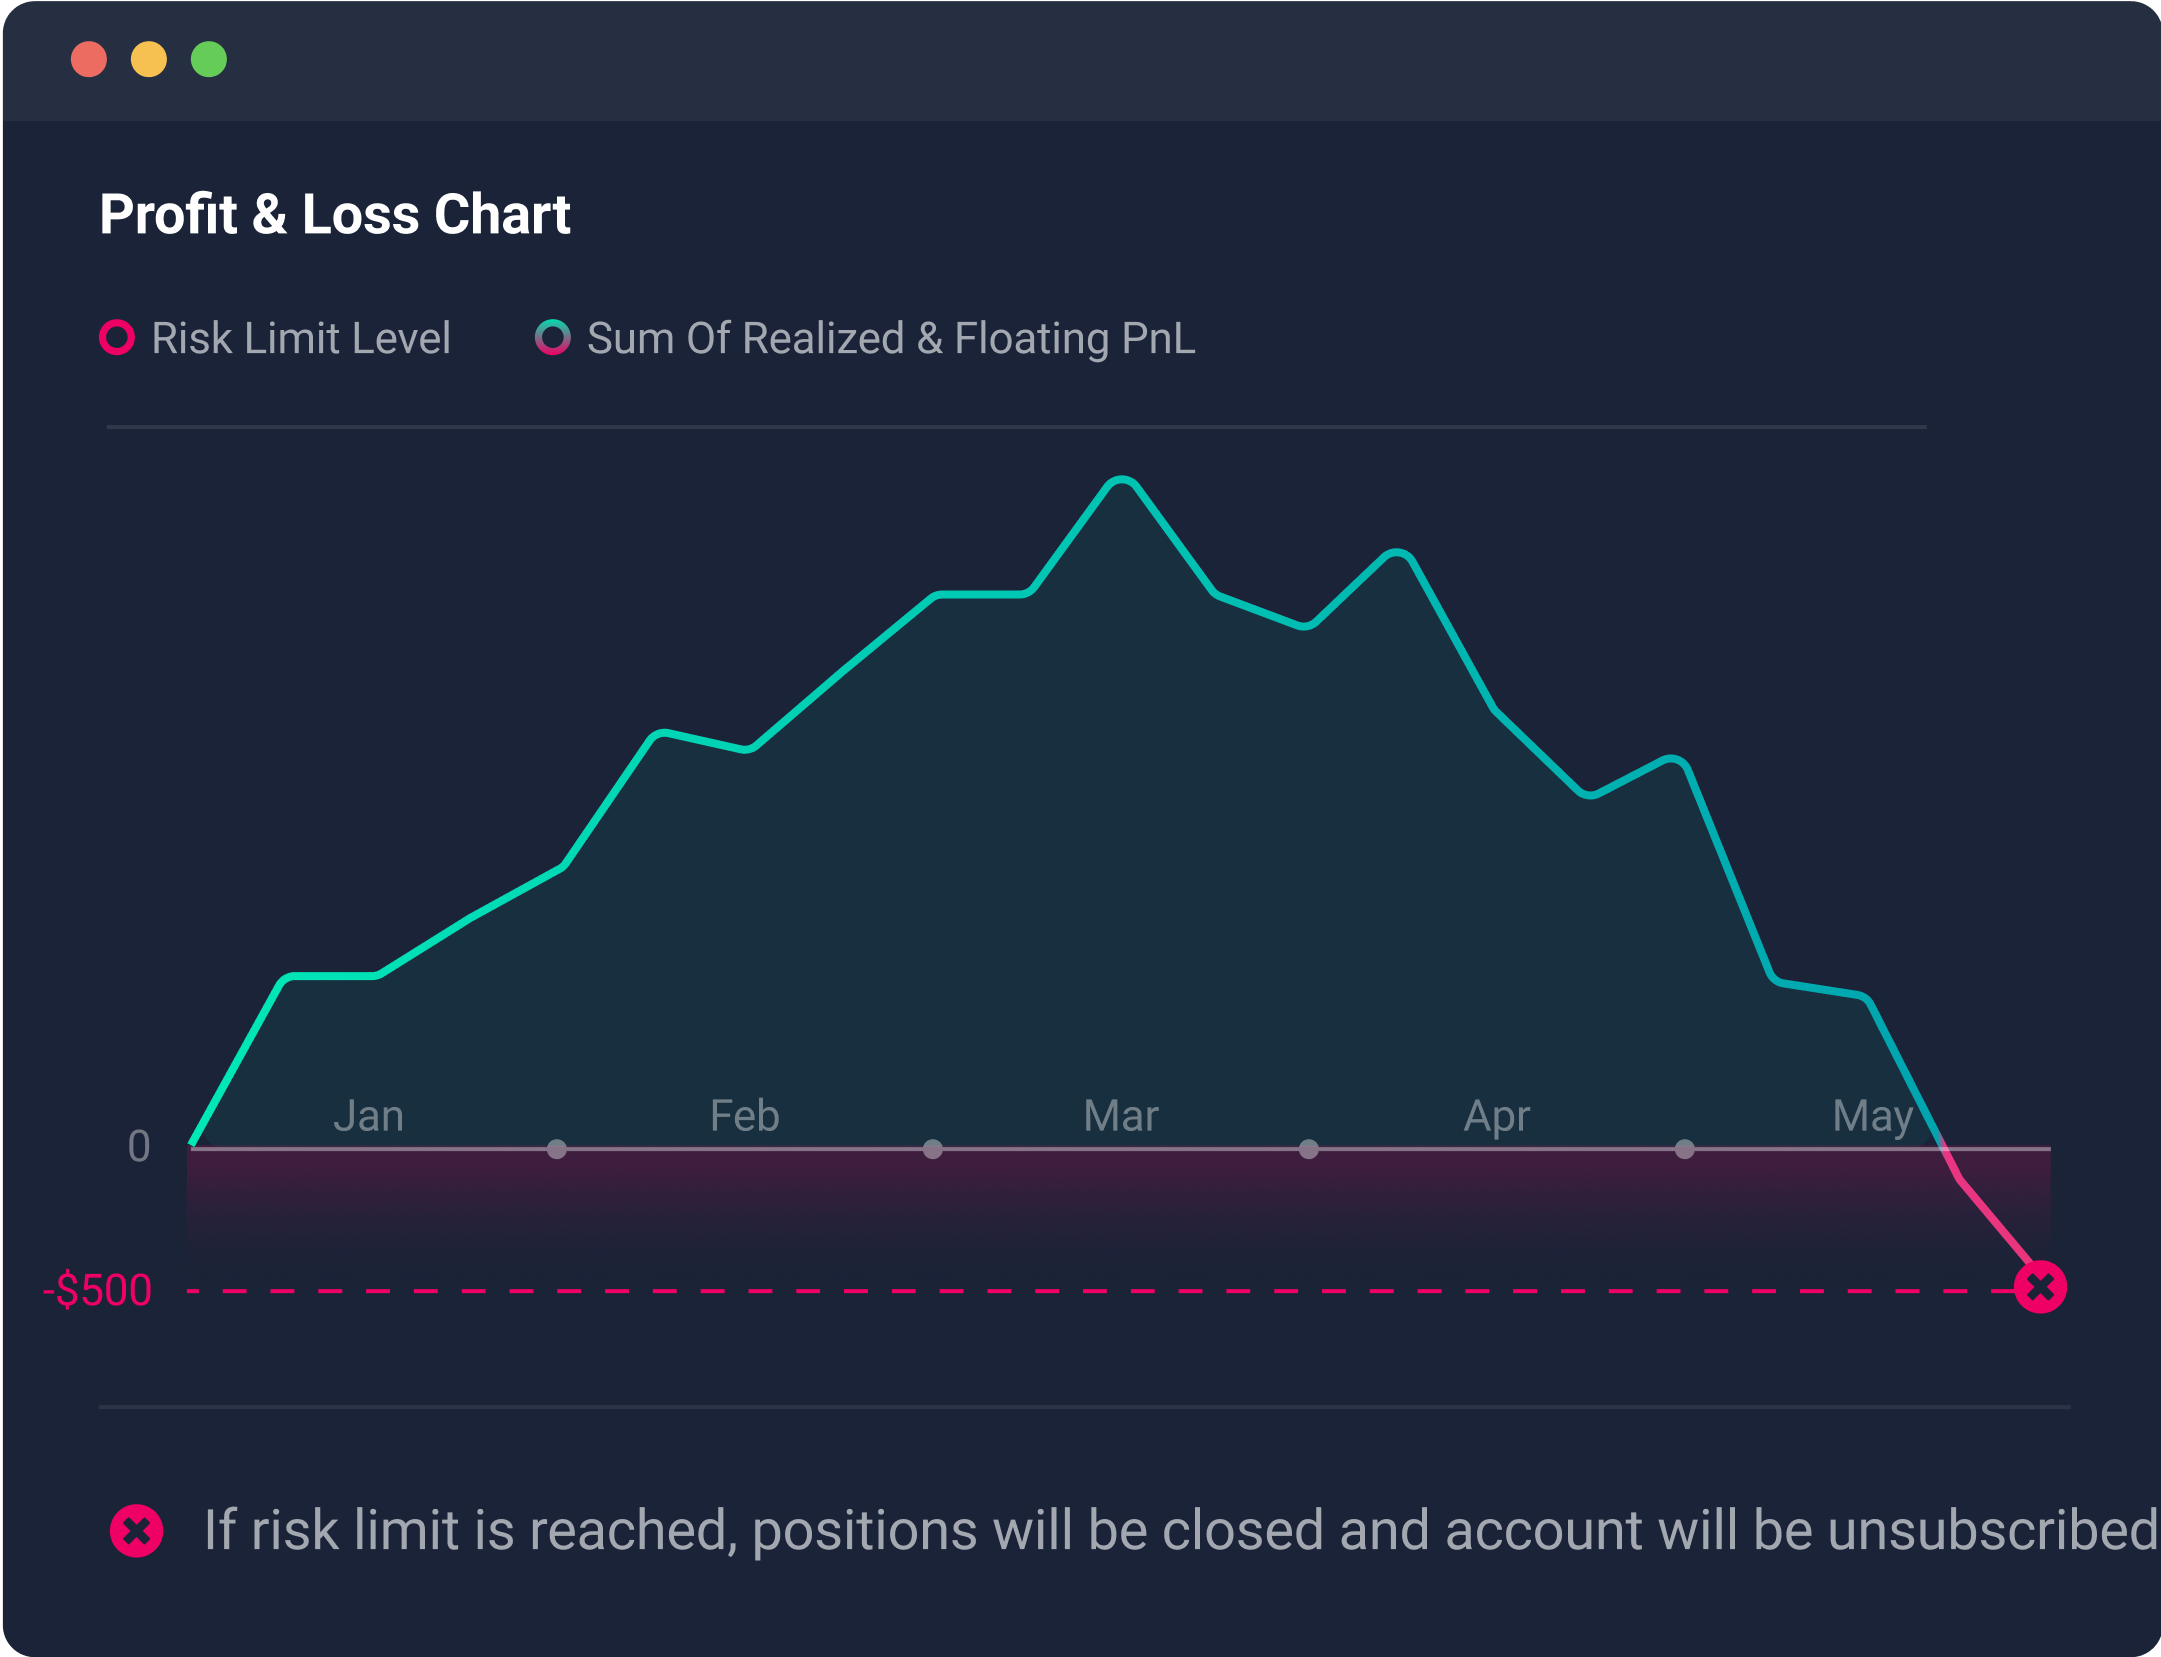 Profit & Loss Chart
Risk Limit Level Sum Of Realized & Floating PnL
Jan Feb Mar Apr May
0
-$500
If risk limit is reached, positions will be closed and account will be unsubscribed